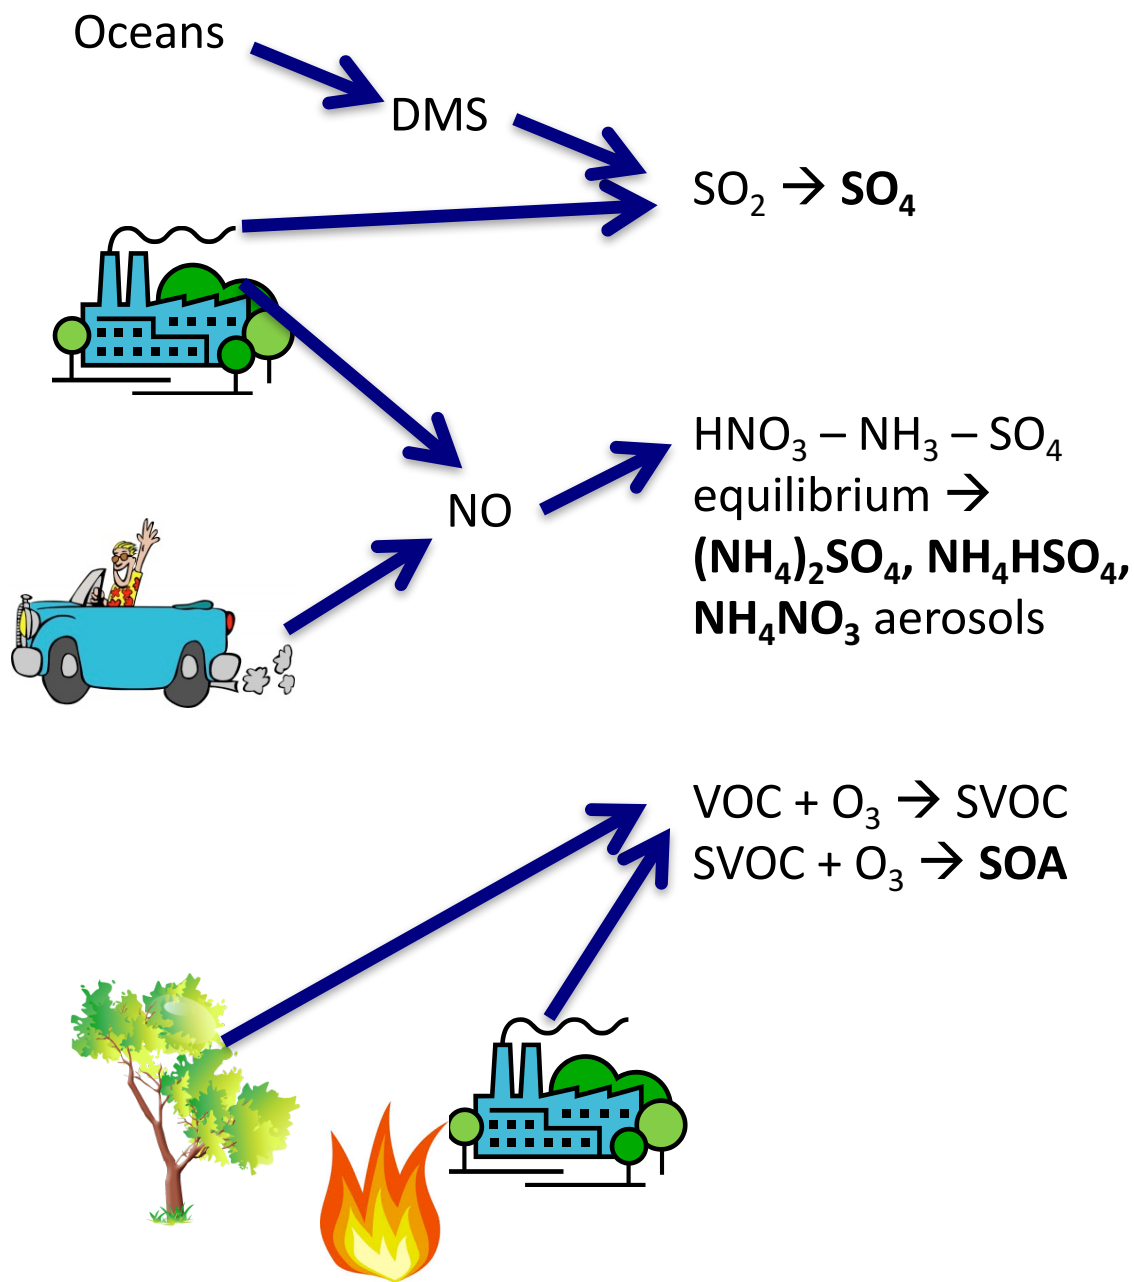 Oceans
DMS
SO₂ → SO₄
HNO₃ – NH₃ – SO₄
equilibrium →
(NH₄)₂SO₄, NH₄HSO₄,
NH₄NO₃ aerosols
NO
VOC + O₃ → SVOC
SVOC + O₃ → SOA